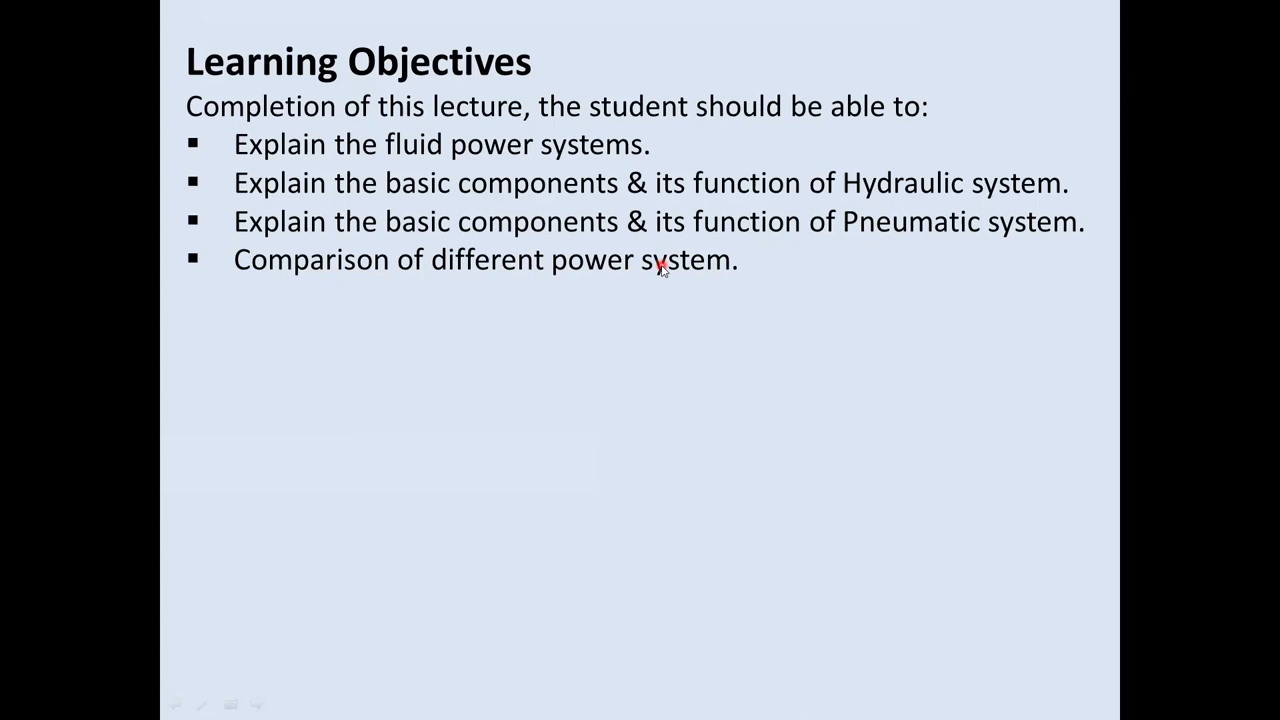 Learning Objectives
Completion of this lecture, the student should be able to:
▪ Explain the fluid power systems.
▪ Explain the basic components & its function of Hydraulic system.
▪ Explain the basic components & its function of Pneumatic system.
▪ Comparison of different power system.